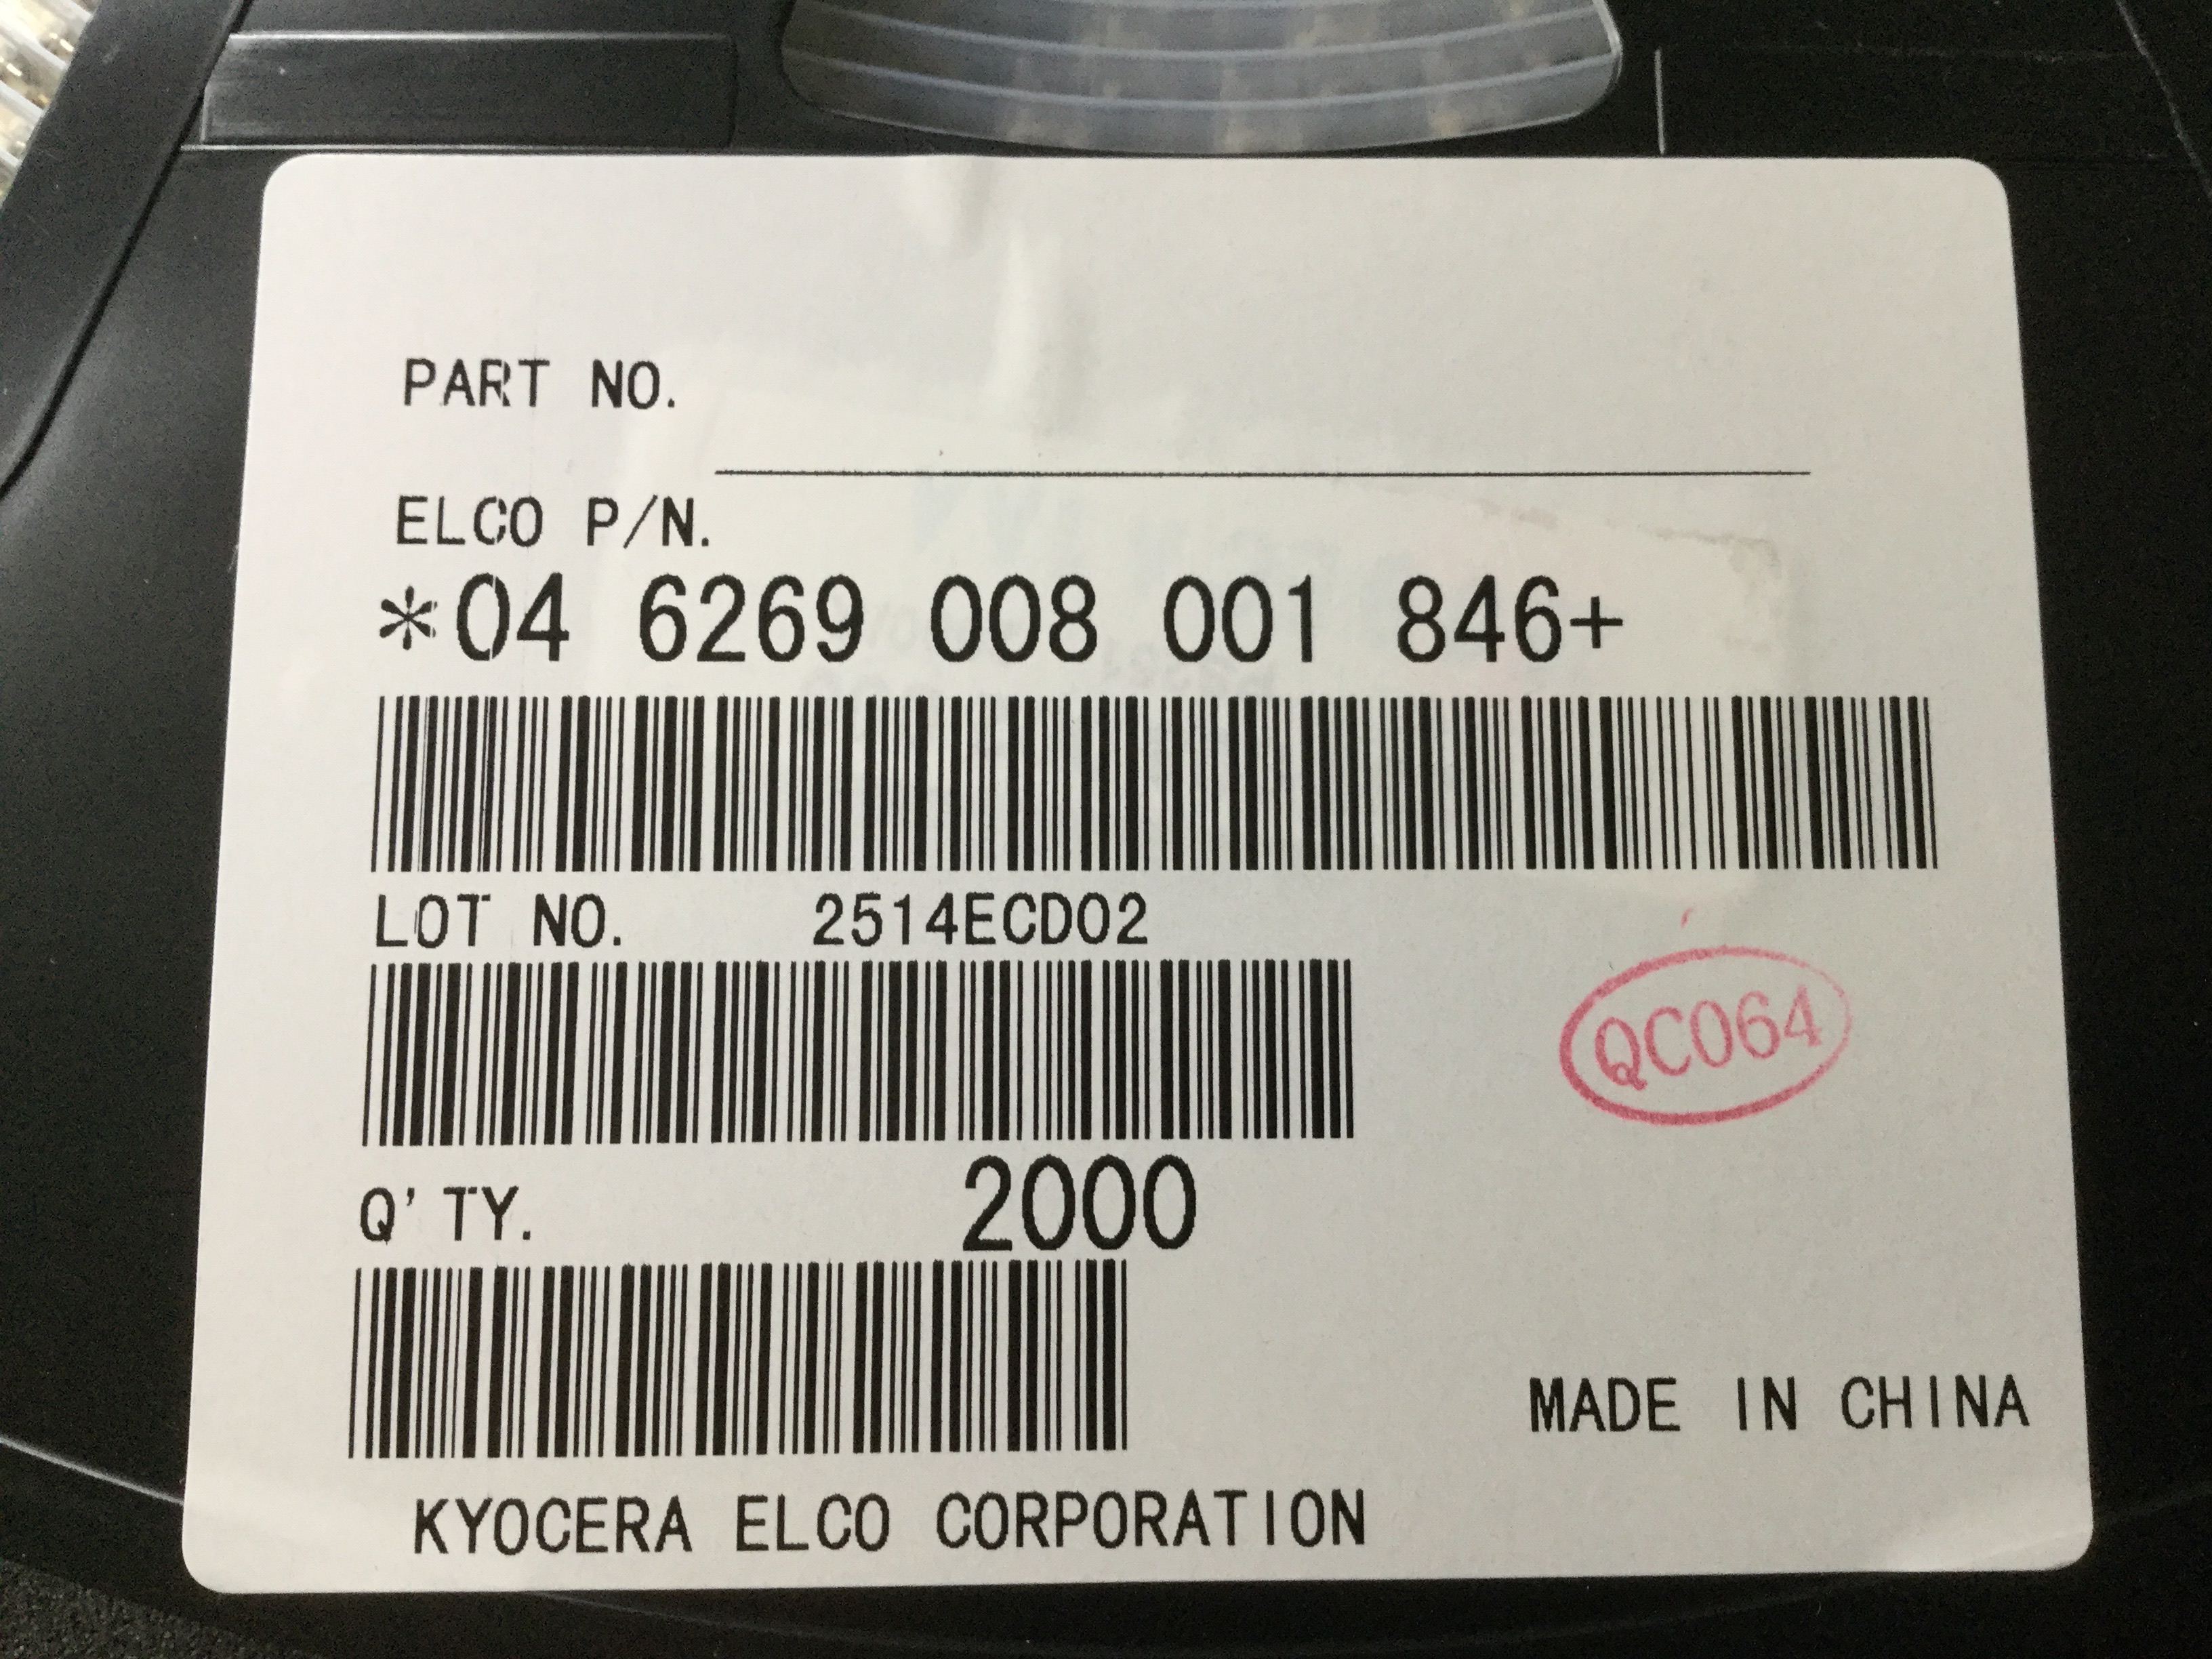 PART NO.
ELCO P/N.
*04 6269 008 001 846+
LOT NO. 2514ECD02
QC064
Q'TY. 2000
MADE IN CHINA
KYOCERA ELCO CORPORATION